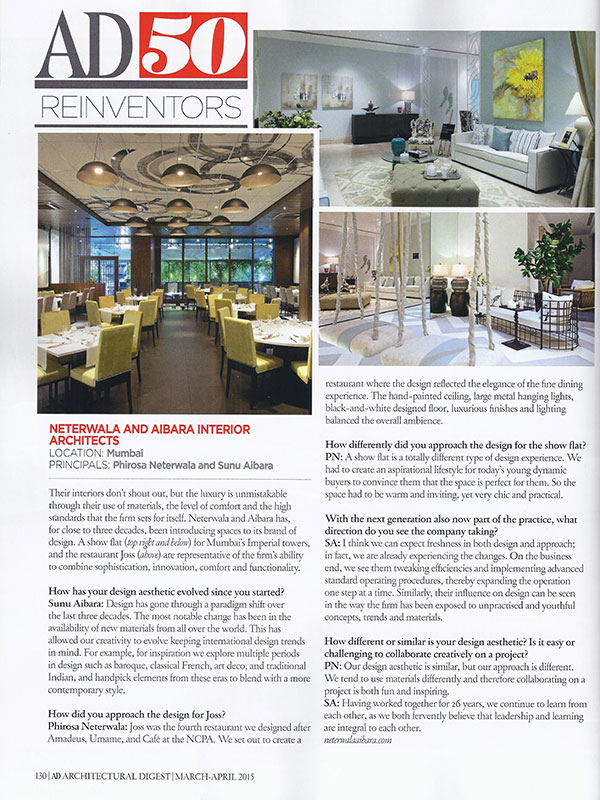 AD50
REINVENTORS
NETERWALA AND AIBARA INTERIOR
ARCHITECTS
LOCATION: Mumbai
PRINCIPALS: Phirosa Neterwala and Sunu Aibara
Their interiors don't shout out, but the luxury is unmistakable
through their use of materials, the level of comfort and the high
standards that the firm sets for itself. Neterwala and Aibara has,
for close to three decades, been introducing spaces to its brand of
design. A show flat (top right and below) for Mumbai's Imperial towers,
and the restaurant Joss (above) are representative of the firm's ability
to combine sophistication, innovation, comfort and functionality.
How has your design aesthetic evolved since you started?
Sunu Aibara: Design has gone through a paradigm shift over
the last three decades. The most notable change has been in the
availability of new materials from all over the world. This has
allowed our creativity to evolve keeping international design trends
in mind. For example, for inspiration we explore multiple periods
in design such as baroque, classical French, art deco, and traditional
Indian, and handpick elements from these eras to blend with a more
contemporary style.
How did you approach the design for Joss?
Phirosa Neterwala: Joss was the fourth restaurant we designed after
Amadeus, Umame, and Café at the NCPA. We set out to create a
restaurant where the design reflected the elegance of the fine dining
experience. The hand-painted ceiling, large metal hanging lights,
black-and-white designed floor, luxurious finishes and lighting
balanced the overall ambience.
How differently did you approach the design for the show flat?
PN: A show flat is a totally different type of design experience. We
had to create an aspirational lifestyle for today's young dynamic
buyers to convince them that the space is perfect for them. So the
space had to be warm and inviting, yet very chic and practical.
With the next generation also now part of the practice, what
direction do you see the company taking?
SA: I think we can expect freshness in both design and approach;
in fact, we are already experiencing the changes. On the business
end, we see them tweaking efficiencies and implementing advanced
standard operating procedures, thereby expanding the operation
one step at a time. Similarly, their influence on design can be seen
in the way the firm has been exposed to unpractised and youthful
concepts, trends and materials.
How different or similar is your design aesthetic? Is it easy or
challenging to collaborate creatively on a project?
PN: Our design aesthetic is similar, but our approach is different.
We tend to use materials differently and therefore collaborating on a
project is both fun and inspiring.
SA: Having worked together for 26 years, we continue to learn from
each other, as we both fervently believe that leadership and learning
are integral to each other.
neterwalaaibara.com
130 | AD ARCHITECTURAL DIGEST | MARCH-APRIL 2015